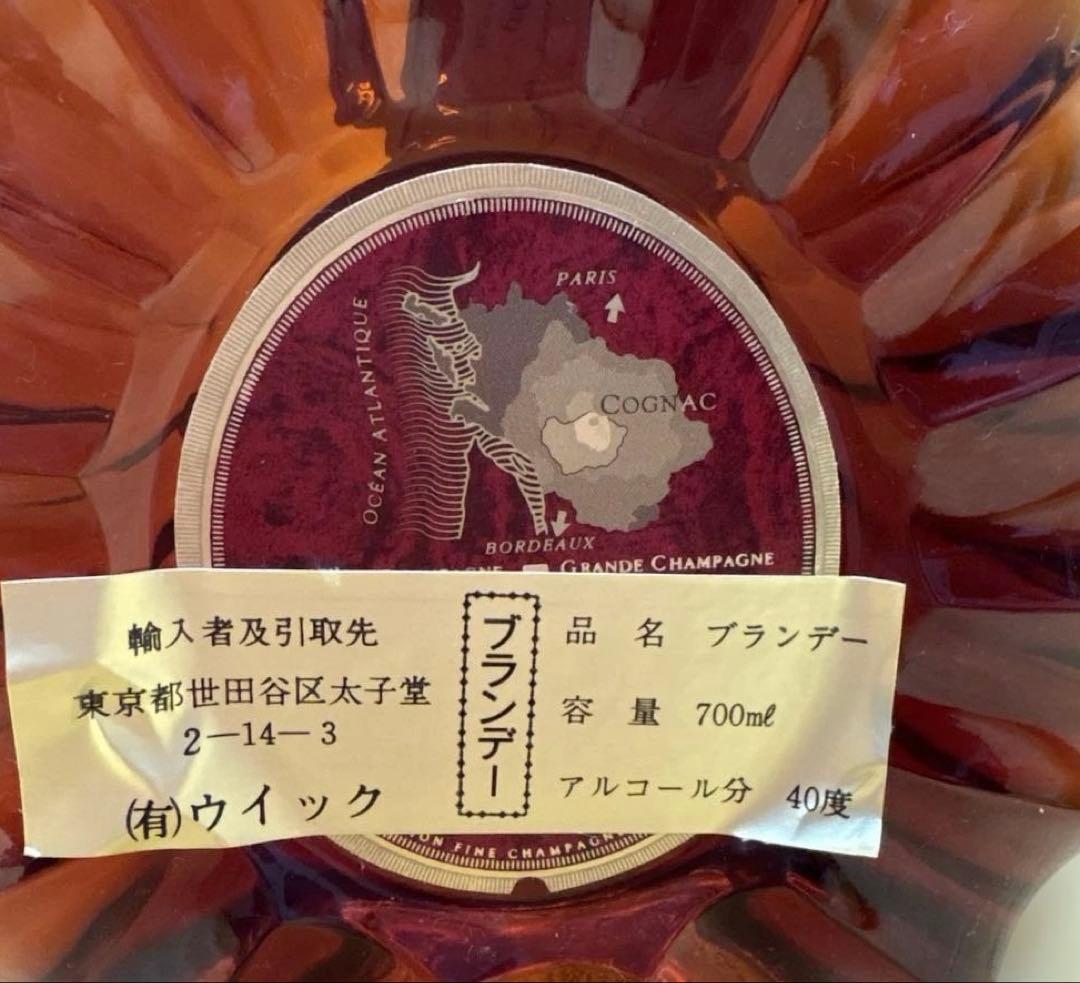 PARIS
OCÉAN ATLANTIQUE
COGNAC
BORDEAUX
GRANDE CHAMPAGNE
輸入者及引取先
東京都世田谷区太子堂
2-14-3
(有)ウイック
ブランデー
品 名 ブランデー
容 量 700mℓ
アルコール分 40度
FINE CHAMPAGN